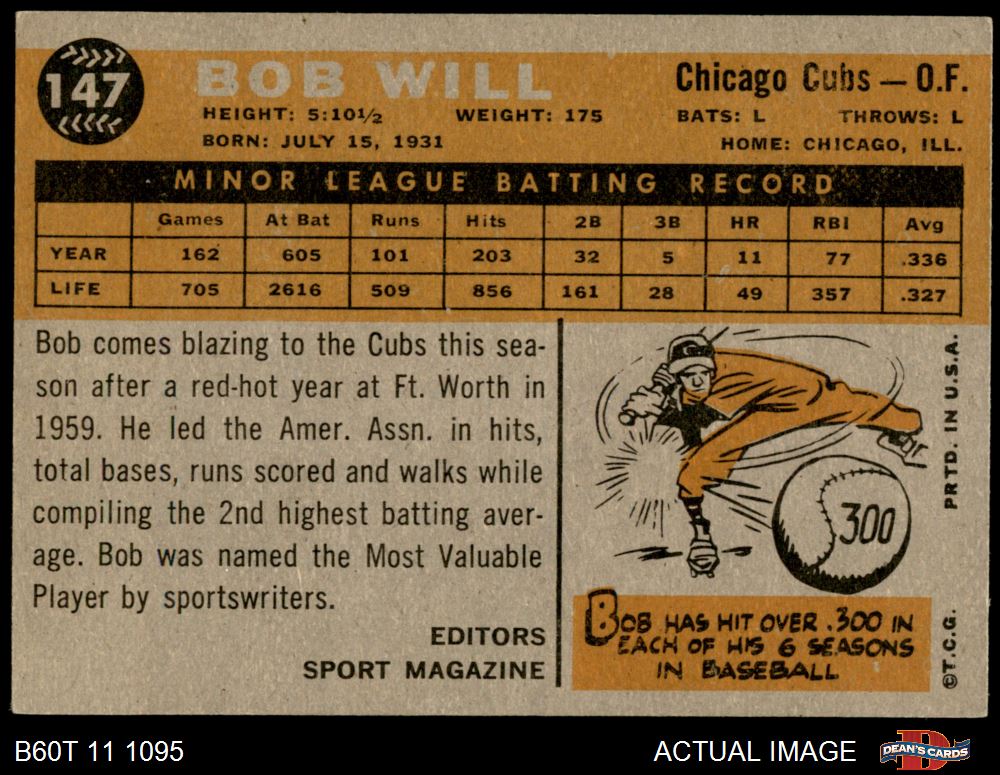 147
BOB WILL
Chicago Cubs — O.F.
HEIGHT: 5:10½ WEIGHT: 175 BATS: L THROWS: L
BORN: JULY 15, 1931 HOME: CHICAGO, ILL.
MINOR LEAGUE BATTING RECORD
Games At Bat Runs Hits 2B 3B HR RBI Avg
YEAR 162 605 101 203 32 5 11 77 .336
LIFE 705 2616 509 856 161 28 49 357 .327
Bob comes blazing to the Cubs this sea-
son after a red-hot year at Ft. Worth in
1959. He led the Amer. Assn. in hits,
total bases, runs scored and walks while
compiling the 2nd highest batting aver-
age. Bob was named the Most Valuable
Player by sportswriters.
EDITORS
SPORT MAGAZINE
300
BOB HAS HIT OVER .300 IN
EACH OF HIS 6 SEASONS
IN BASEBALL
PRTD. IN U.S.A.
©T.C.G.
B60T 11 1095
ACTUAL IMAGE
DEAN'S CARDS